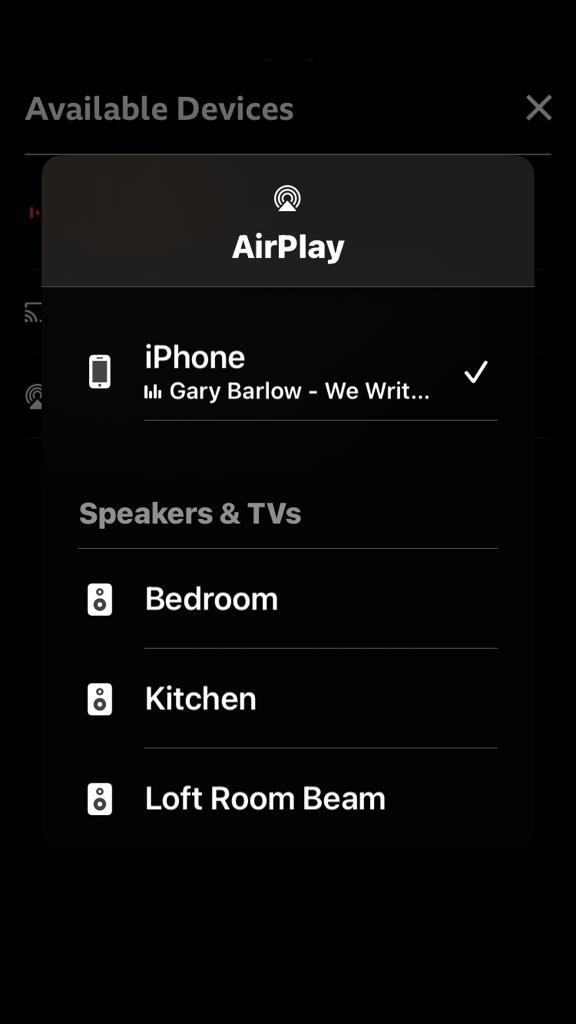 Available Devices
AirPlay
iPhone
Gary Barlow - We Writ...
Speakers & TVs
Bedroom
Kitchen
Loft Room Beam